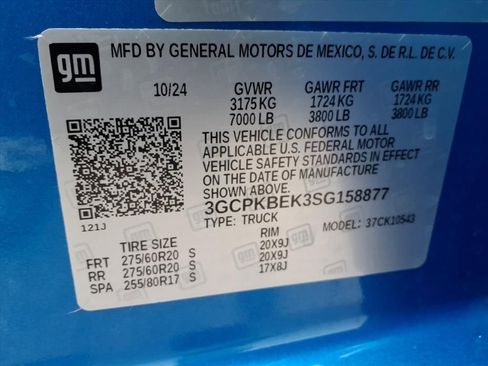 gm
MFD BY GENERAL MOTORS DE MEXICO, S. DE R.L. DE C.V.
10/24 GVWR GAWR FRT GAWR RR
3175 KG 1724 KG 1724 KG
7000 LB 3800 LB 3800 LB
THIS VEHICLE CONFORMS TO ALL
APPLICABLE U.S. FEDERAL MOTOR
VEHICLE SAFETY STANDARDS IN EFFECT
ON THE DATE OF MANUFACTURE
SHOWN ABOVE.
3GCPKBEK3SG158877
121J TYPE: TRUCK MODEL: 37CK10543
TIRE SIZE RIM
FRT 275/60R20 S 20X9J
RR 275/60R20 S 20X9J
SPA 255/80R17 S 17X8J